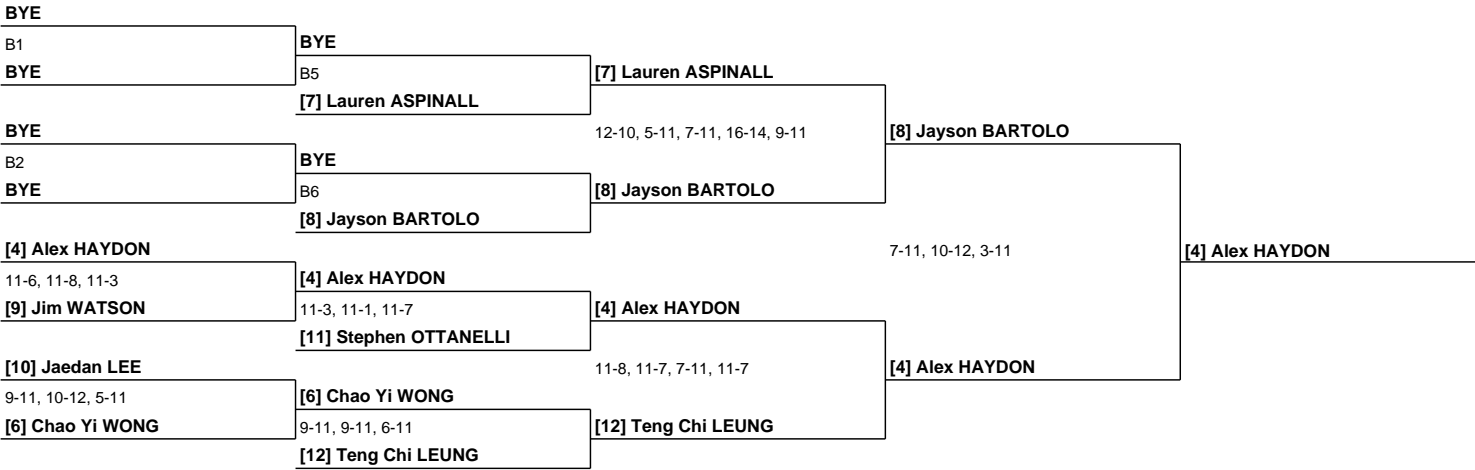 BYE
B1
BYE
BYE
B5
[7] Lauren ASPINALL
[7] Lauren ASPINALL
BYE
B2
BYE
BYE
B6
[8] Jayson BARTOLO
12-10, 5-11, 7-11, 16-14, 9-11
[8] Jayson BARTOLO
[8] Jayson BARTOLO
[4] Alex HAYDON
11-6, 11-8, 11-3
[9] Jim WATSON
[4] Alex HAYDON
11-3, 11-1, 11-7
[11] Stephen OTTANELLI
[4] Alex HAYDON
7-11, 10-12, 3-11
[4] Alex HAYDON
[10] Jaedan LEE
9-11, 10-12, 5-11
[6] Chao Yi WONG
[6] Chao Yi WONG
9-11, 9-11, 6-11
[12] Teng Chi LEUNG
11-8, 11-7, 7-11, 11-7
[12] Teng Chi LEUNG
[4] Alex HAYDON